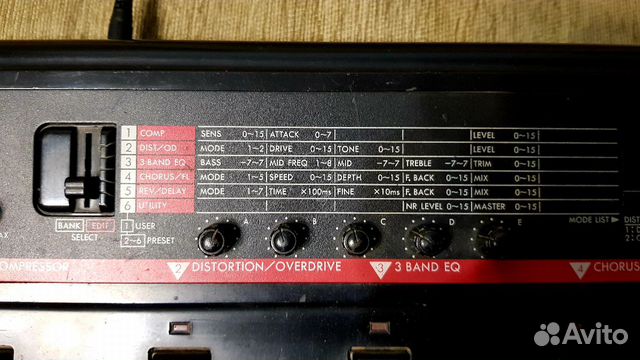 1 COMP. SENS 0~15 ATTACK 0~7 LEVEL 0~15
2 DIST/OD MODE 1~2 DRIVE 0~15 TONE 0~15 LEVEL 0~15
3 3 BAND EQ BASS -7~7 MID FREQ 1~8 MID -7~7 TREBLE -7~7 TRIM 0~15
4 CHORUS/FL MODE 1~5 SPEED 0~15 DEPTH 0~15 F. BACK 0~15 MIX 0~15
5 REV/DELAY MODE 1~7 TIME ×100ms FINE ×10ms F. BACK 0~15 MIX 0~15
6 UTILITY NR LEVEL 0~15 MASTER 0~15
BANK EDIT 1 USER A B C D E MODE LIST
SELECT 2~6 PRESET
COMPRESSOR 2 DISTORTION/OVERDRIVE 3 3 BAND EQ 4 CHORUS
Avito